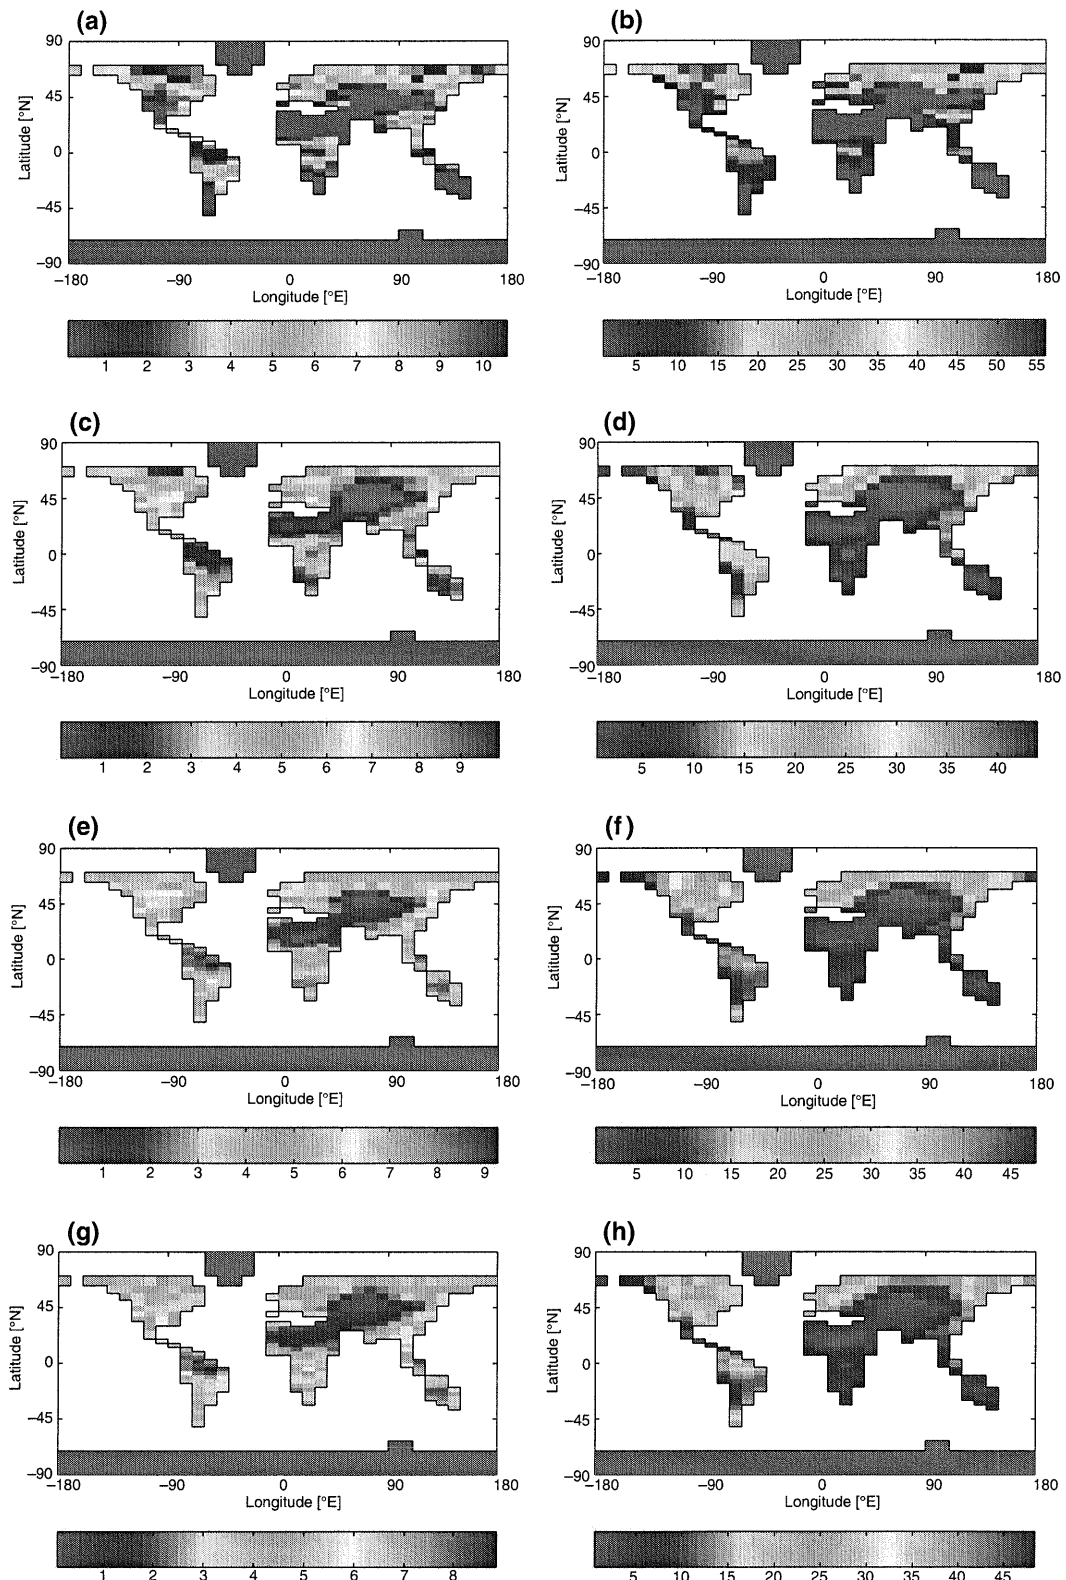 (a)
90
45
0
−45
−90
Latitude [°N]
−180 −90 0 90 180
Longitude [°E]
1 2 3 4 5 6 7 8 9 10
(b)
90
45
0
−45
−90
Latitude [°N]
−180 −90 0 90 180
Longitude [°E]
5 10 15 20 25 30 35 40 45 50 55
(c)
90
45
0
−45
−90
Latitude [°N]
−180 −90 0 90 180
Longitude [°E]
1 2 3 4 5 6 7 8 9
(d)
90
45
0
−45
−90
Latitude [°N]
−180 −90 0 90 180
Longitude [°E]
5 10 15 20 25 30 35 40
(e)
90
45
0
−45
−90
Latitude [°N]
−180 −90 0 90 180
Longitude [°E]
1 2 3 4 5 6 7 8 9
(f)
90
45
0
−45
−90
Latitude [°N]
−180 −90 0 90 180
Longitude [°E]
5 10 15 20 25 30 35 40 45
(g)
90
45
0
−45
−90
Latitude [°N]
−180 −90 0 90 180
Longitude [°E]
1 2 3 4 5 6 7 8
(h)
90
45
0
−45
−90
Latitude [°N]
−180 −90 0 90 180
Longitude [°E]
5 10 15 20 25 30 35 40 45